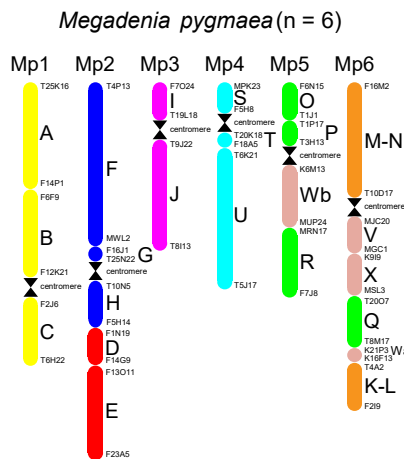 Megadenia pygmaea (n = 6)
Mp1 Mp2 Mp3 Mp4 Mp5 Mp6
T25K16
A
F14P1
F6F9
B
F12K21
centromere
F2J6
C
T6H22
T4P13
F
MWL2
F16J1
G
T25N22
centromere
T10N5
H
F5H14
F1N19
D
F14G9
F13O11
E
F23A5
F7O24
I
T19L18
centromere
T9J22
J
T8I13
MPK23
S
F5H8
centromere
T20K18
T
F18A5
T6K21
U
T5J17
F6N15
O
T1J1
T1P17
P
T3H13
centromere
K6M13
Wb
MUP24
MRN17
R
F7J8
F16M2
M-N
T10D17
centromere
MJC20
V
MGC1
K9I9
X
MSL3
T20O7
Q
T8M17
K21P3 W
K16F13
T4A2
K-L
F2I9